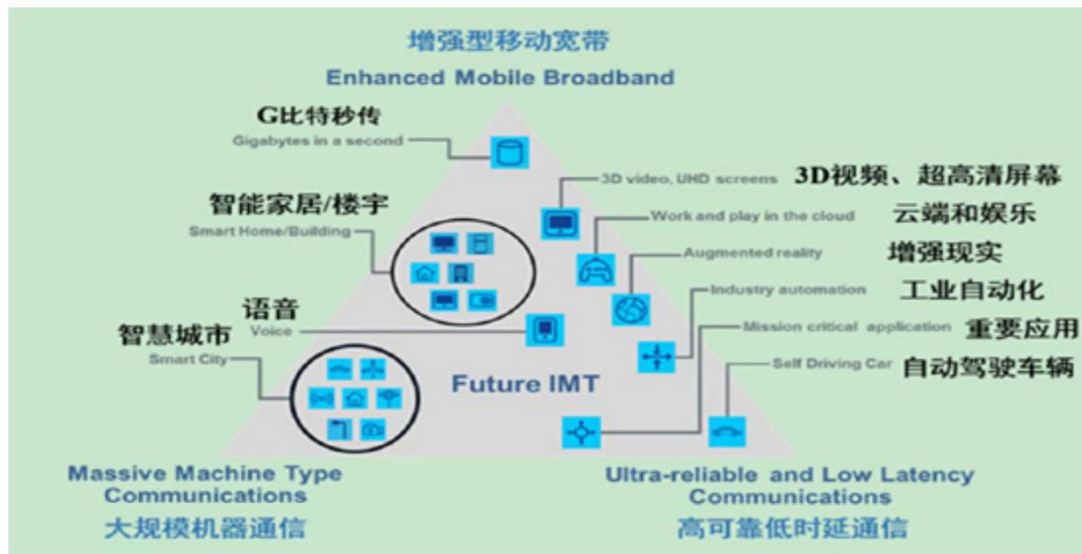 增强型移动宽带
Enhanced Mobile Broadband
G比特秒传
Gigabytes in a second
3D video, UHD screens 3D视频、超高清屏幕
智能家居/楼宇
Smart Home/Building
Work and play in the cloud 云端和娱乐
Augmented reality 增强现实
Industry automation 工业自动化
语音
Voice
Mission critical application 重要应用
智慧城市
Smart City
Self Driving Car 自动驾驶车辆
Future IMT
Massive Machine Type
Communications
大规模机器通信
Ultra-reliable and Low Latency
Communications
高可靠低时延通信